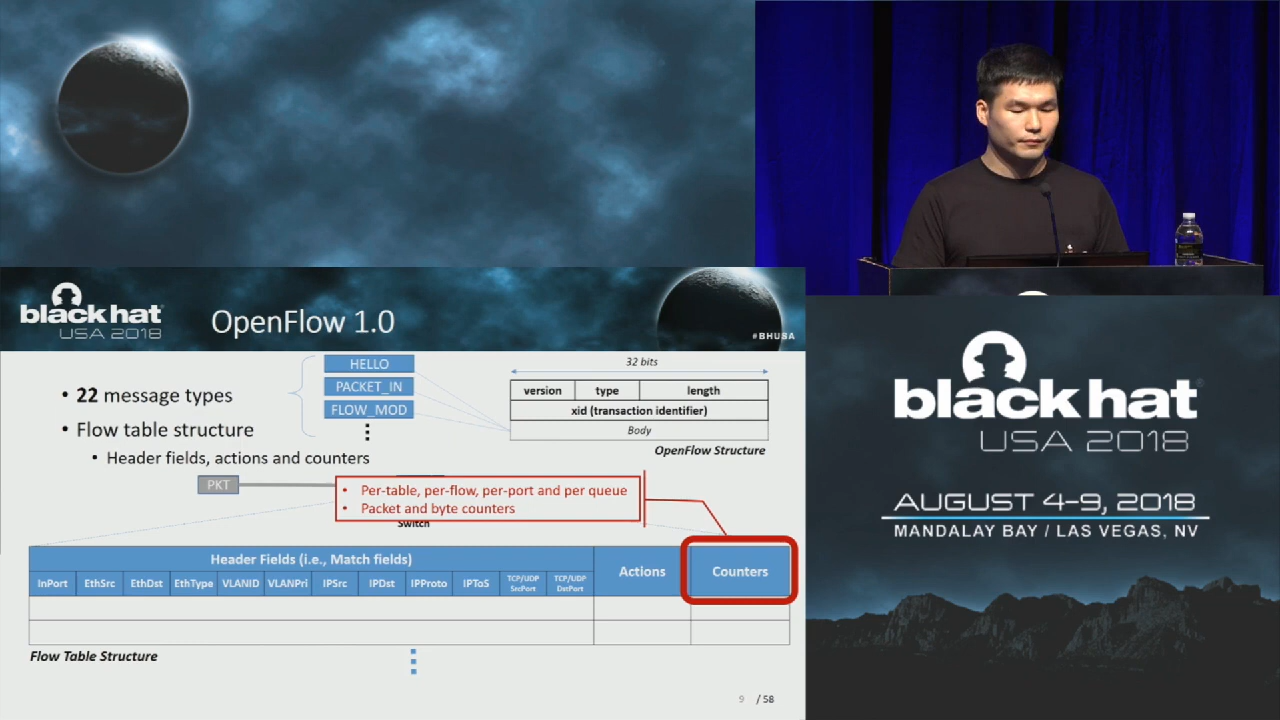 black hat
USA 2018
OpenFlow 1.0
#BHUSA
• 22 message types
• Flow table structure
• Header fields, actions and counters
HELLO
PACKET_IN
FLOW_MOD
32 bits
version type length
xid (transaction identifier)
Body
OpenFlow Structure
PKT
• Per-table, per-flow, per-port and per queue
• Packet and byte counters
Switch
Header Fields (i.e., Match fields) Actions Counters
InPort EthSrc EthDst EthType VLANID VLANPri IPSrc IPDst IPProto IPToS TCP/UDP SrcPort TCP/UDP DstPort
Flow Table Structure
9 / 58
black hat
USA 2018
AUGUST 4-9, 2018
MANDALAY BAY / LAS VEGAS, NV